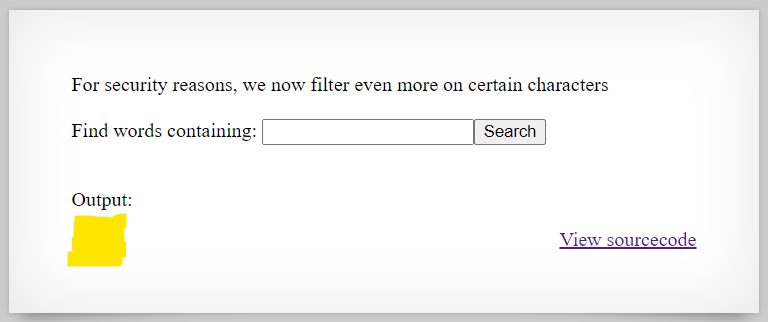 For security reasons, we now filter even more on certain characters
Find words containing: Search
Output:
View sourcecode